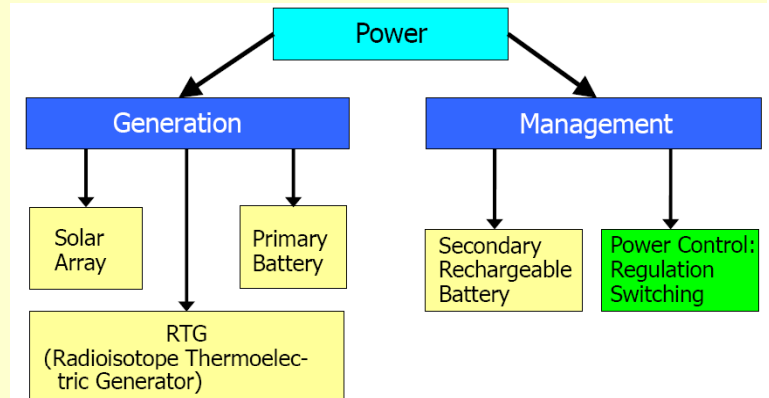 Power
Generation
Management
Solar
Array
Primary
Battery
Secondary
Rechargeable
Battery
Power Control:
Regulation
Switching
RTG
(Radioisotope Thermoelec-
tric Generator)